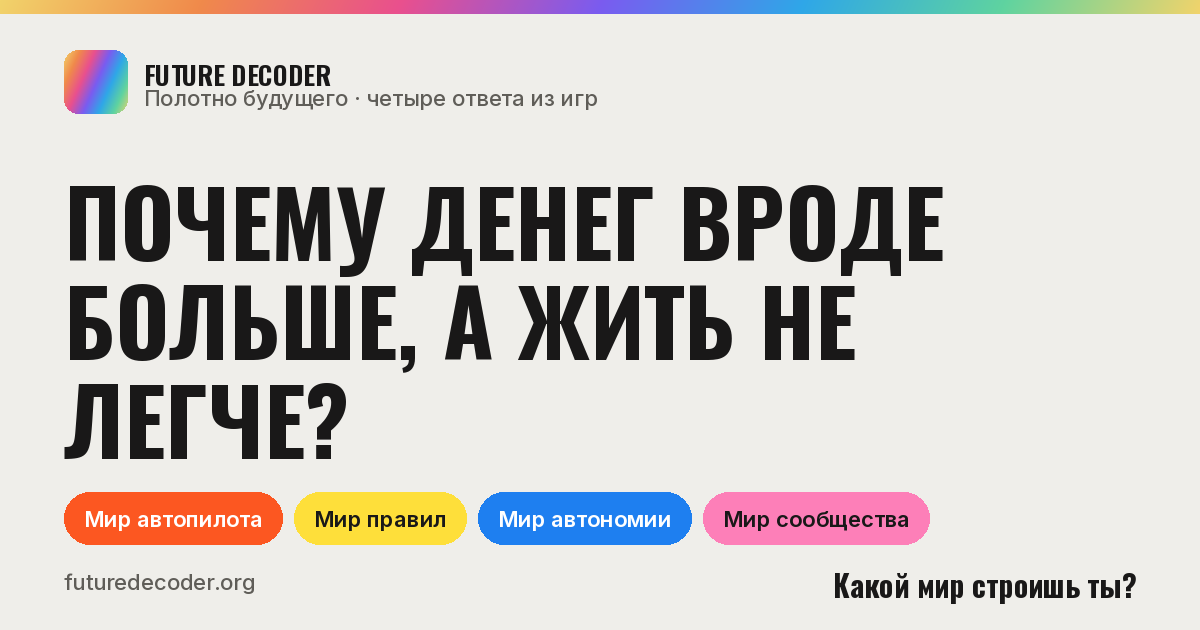 FUTURE DECODER
Полотно будущего · четыре ответа из игр
ПОЧЕМУ ДЕНЕГ ВРОДЕ
БОЛЬШЕ, А ЖИТЬ НЕ
ЛЕГЧЕ?
Мир автопилота
Мир правил
Мир автономии
Мир сообщества
futuredecoder.org
Какой мир строишь ты?